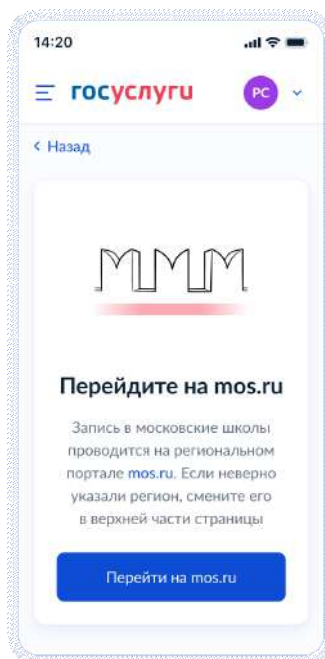 14:20
госуслуги
РС
Назад
Перейдите на mos.ru
Запись в московские школы
проводится на региональном
портале mos.ru. Если неверно
указали регион, смените его
в верхней части страницы
Перейти на mos.ru